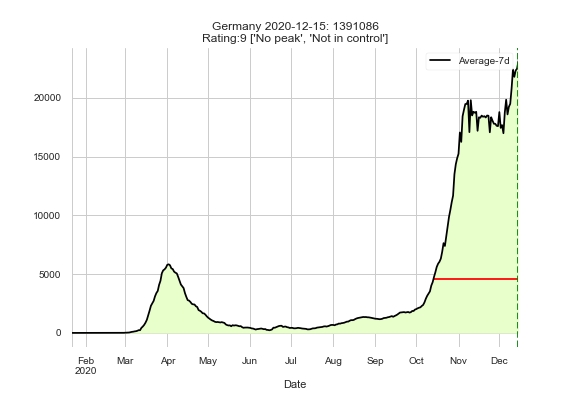 Germany 2020-12-15: 1391086
Rating:9 ['No peak', 'Not in control']
Average-7d
20000
15000
10000
5000
0
Feb Mar Apr May Jun Jul Aug Sep Oct Nov Dec
2020
Date